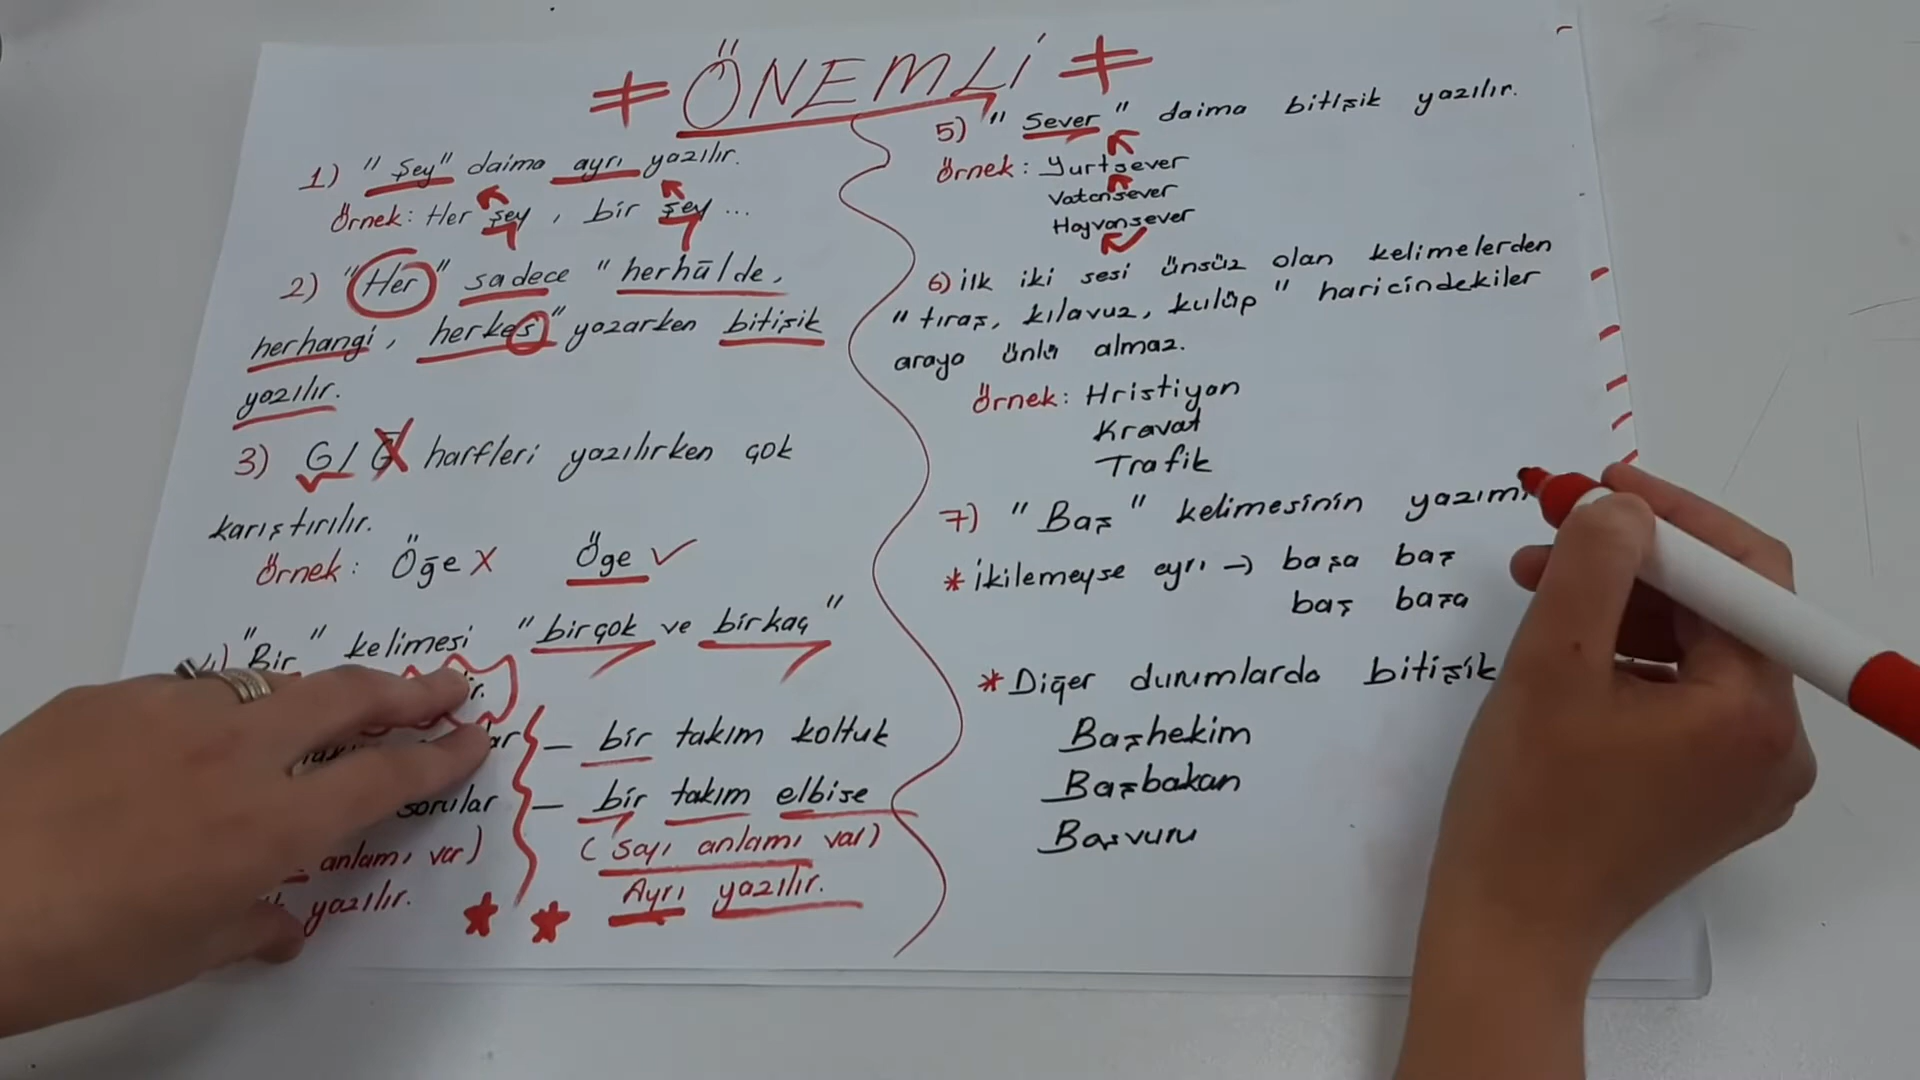 ÖNEMLİ
1) "Şey" daima ayrı yazılır.
Örnek: Her şey, bir şey ...
2) "Her" sadece "herhâlde,
herhangi, herkes" yazarken bitişik
yazılır.
3) G / Ğ harfleri yazılırken çok
karıştırılır.
Örnek: Öğe X Öge ✓
4) "Bir" kelimesi "birçok ve birkaç"
— bir takım koltuk
sorular — bir takım elbise
anlamı var) (sayı anlamı var)
yazılır. Ayrı yazılır.
5) "Sever" daima bitişik yazılır.
Örnek: Yurtsever
Vatansever
Hayvansever
6) ilk iki sesi ünsüz olan kelimelerden
"tıraş, kılavuz, kulüp" haricindekiler
araya ünlü almaz.
Örnek: Hristiyan
Kravat
Trafik
7) "Baş" kelimesinin yazımı
* İkilemeyse ayrı → başa baş
baş başa
* Diğer durumlarda bitişik
Başhekim
Başbakan
Başvuru